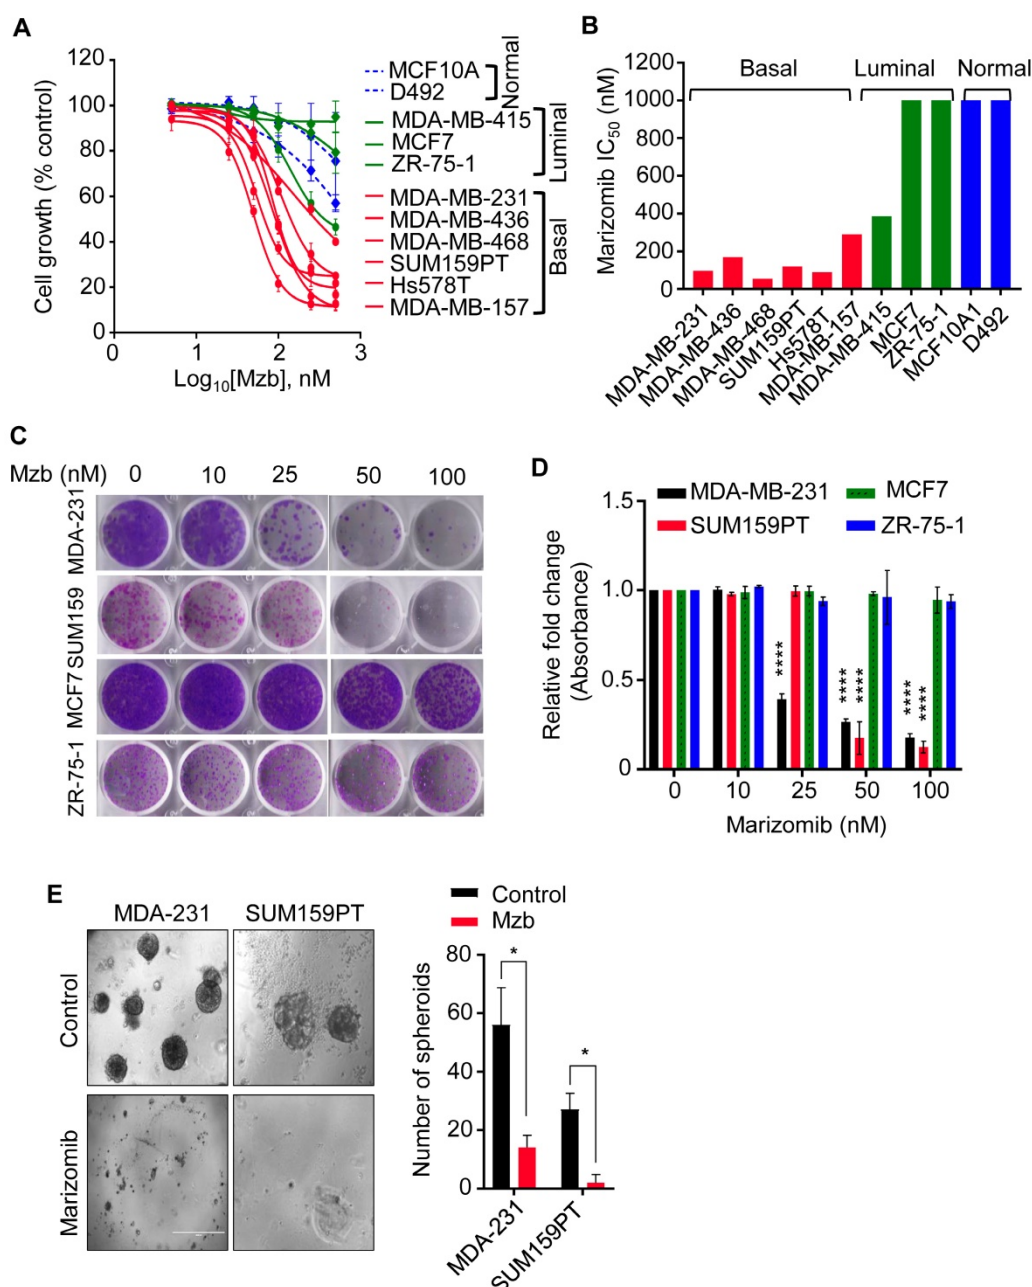 A
120
100
80
60
40
20
0
Cell growth (% control)
0 1 2 3
Log10[Mzb], nM
MCF10A
D492
Normal
MDA-MB-415
MCF7
ZR-75-1
Luminal
MDA-MB-231
MDA-MB-436
MDA-MB-468
SUM159PT
Hs578T
MDA-MB-157
Basal
B
Basal Luminal Normal
Marizomib IC50 (nM)
1200
1000
800
600
400
200
0
MDA-MB-231
MDA-MB-436
MDA-MB-468
SUM159PT
Hs578T
MDA-MB-157
MDA-MB-415
MCF7
ZR-75-1
MCF10A1
D492
C
Mzb (nM) 0 10 25 50 100
MDA-231
SUM159
MCF7
ZR-75-1
D
MDA-MB-231 MCF7
SUM159PT ZR-75-1
Relative fold change
(Absorbance)
1.5
1.0
0.5
0
****
****
****
****
****
0 10 25 50 100
Marizomib (nM)
E
MDA-231 SUM159PT
Control
Marizomib
Control
Mzb
Number of spheroids
80
60
40
20
0
*
*
MDA-231
SUM159PT